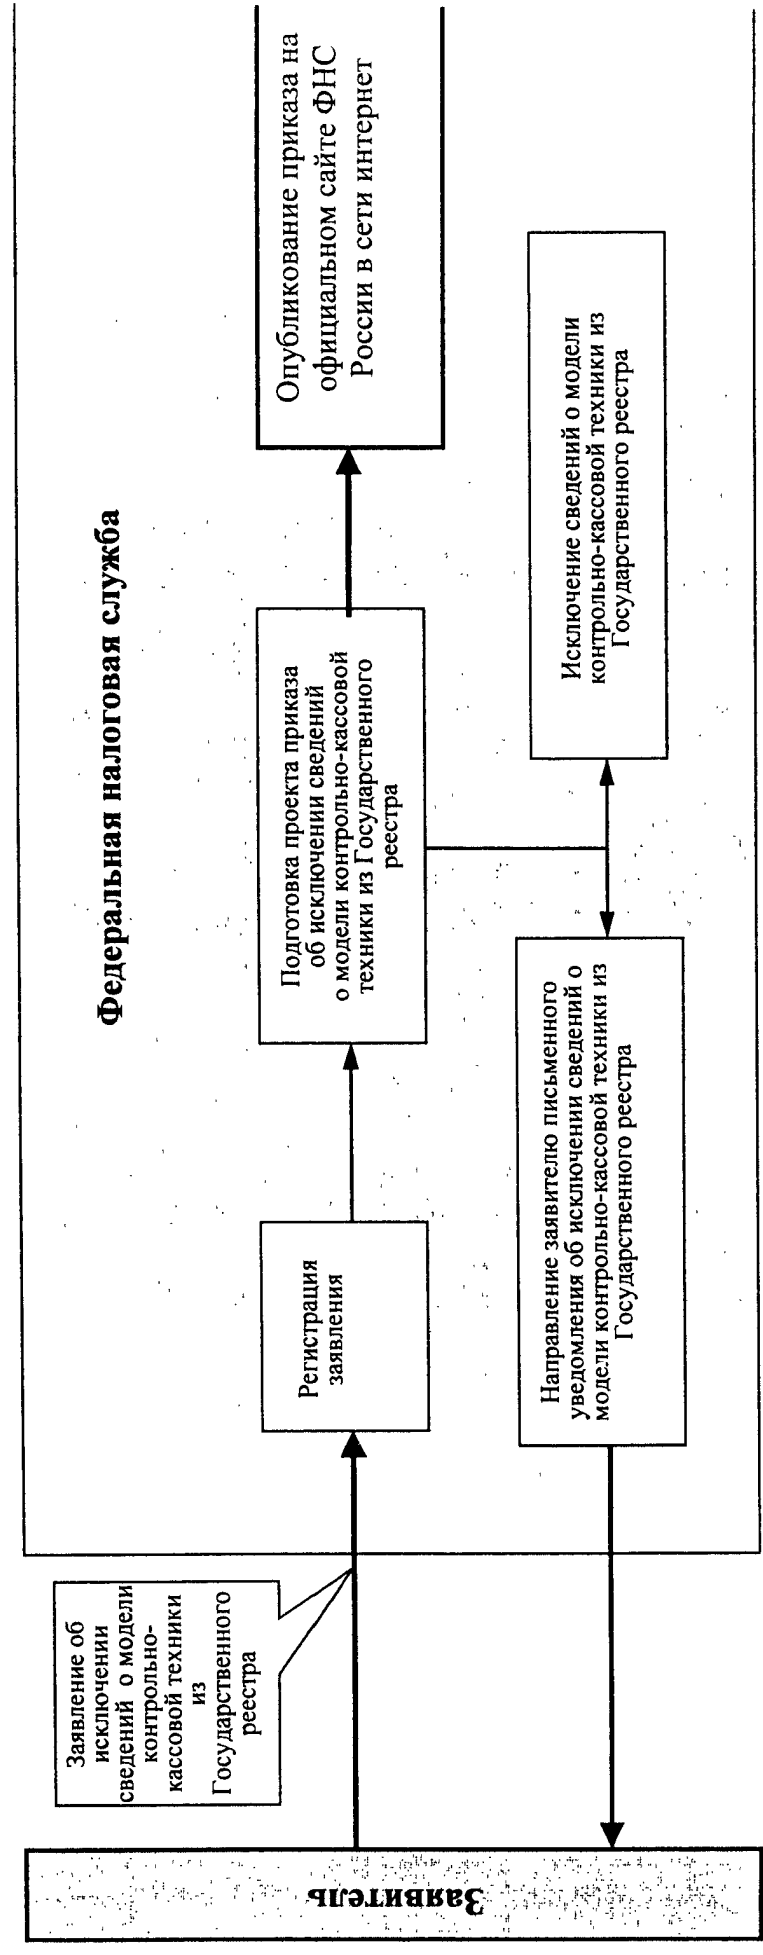 Федеральная налоговая служба
Заявитель
Заявление об
исключении
сведений о модели
контрольно-
кассовой техники
из
Государственного
реестра
Регистрация
заявления
Подготовка проекта приказа
об исключении сведений
о модели контрольно-кассовой
техники из Государственного
реестра
Опубликование приказа на
официальном сайте ФНС
России в сети интернет
Направление заявителю письменного
уведомления об исключении сведений о
модели контрольно-кассовой техники из
Государственного реестра
Исключение сведений о модели
контрольно-кассовой техники из
Государственного реестра